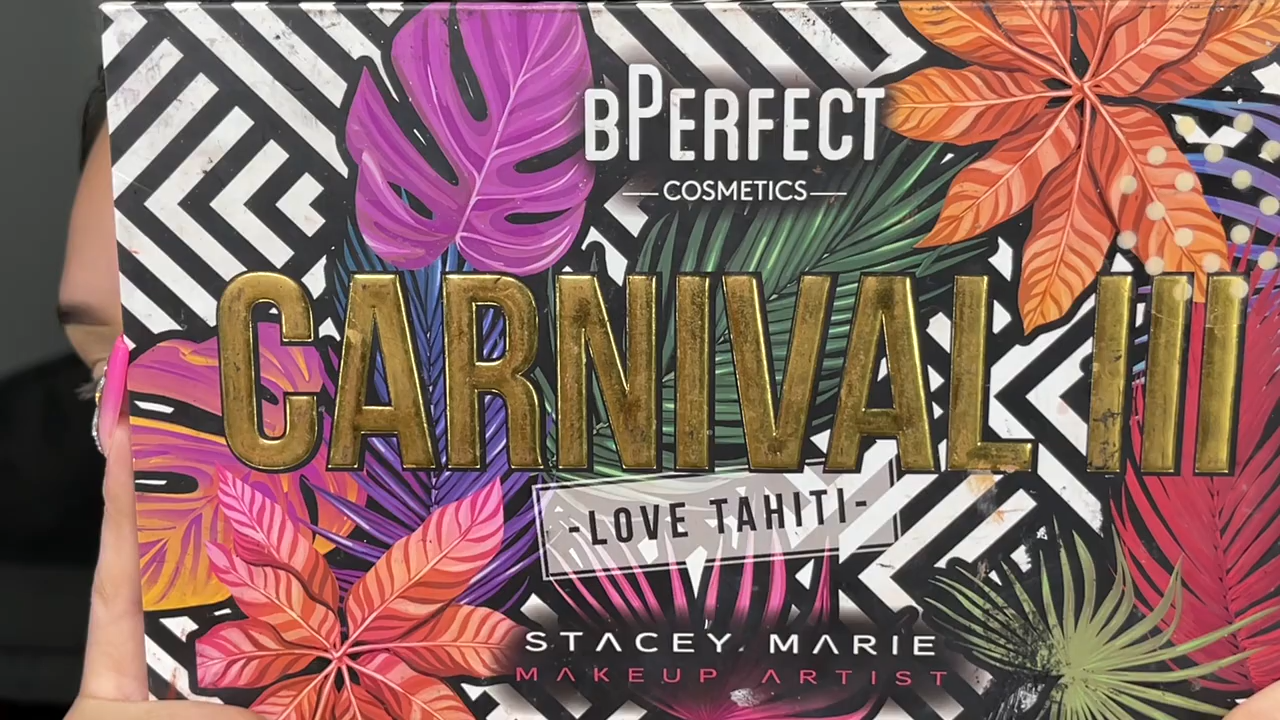 BPERFECT
COSMETICS
CARNIVAL III
-LOVE TAHITI-
STACEY MARIE
MAKEUP ARTIST